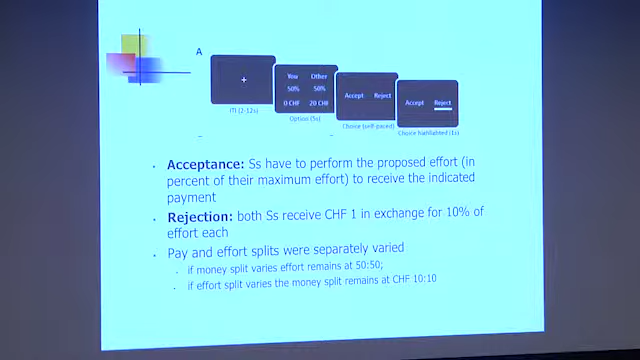 A
+
You Other
50% 50%
0 CHF 20 CHF
Accept Reject
Accept Reject
ITI (2-12s)
Option (5s)
Choice (self-paced)
Choice highlighted (1s)
Acceptance: Ss have to perform the proposed effort (in
percent of their maximum effort) to receive the indicated
payment
Rejection: both Ss receive CHF 1 in exchange for 10% of
effort each
Pay and effort splits were separately varied
if money split varies effort remains at 50:50;
if effort split varies the money split remains at CHF 10:10